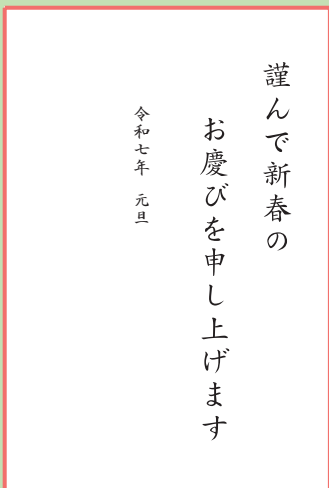 謹んで新春の
お慶びを申し上げます
令和七年　元旦